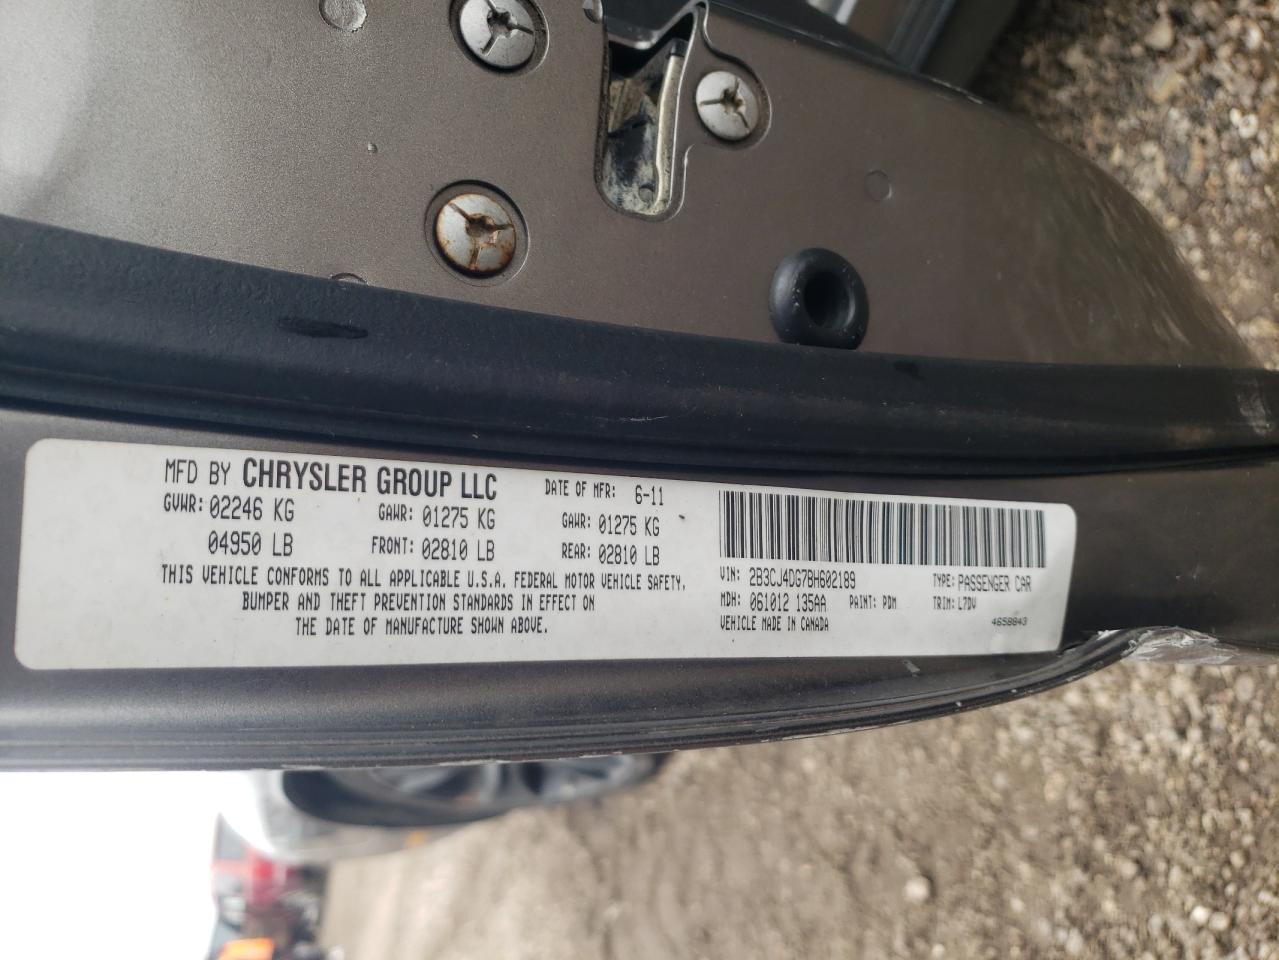 MFD BY CHRYSLER GROUP LLC DATE OF MFR: 6-11
GVWR: 02246 KG GAWR: 01275 KG GAWR: 01275 KG
04950 LB FRONT: 02810 LB REAR: 02810 LB
THIS VEHICLE CONFORMS TO ALL APPLICABLE U.S.A. FEDERAL MOTOR VEHICLE SAFETY,
BUMPER AND THEFT PREVENTION STANDARDS IN EFFECT ON
THE DATE OF MANUFACTURE SHOWN ABOVE.
VIN: 2B3CJ4DG7BH602189 TYPE: PASSENGER CAR
MDH: 061012 135AA PAINT: PDM TRIM: L7DV
VEHICLE MADE IN CANADA 4658843